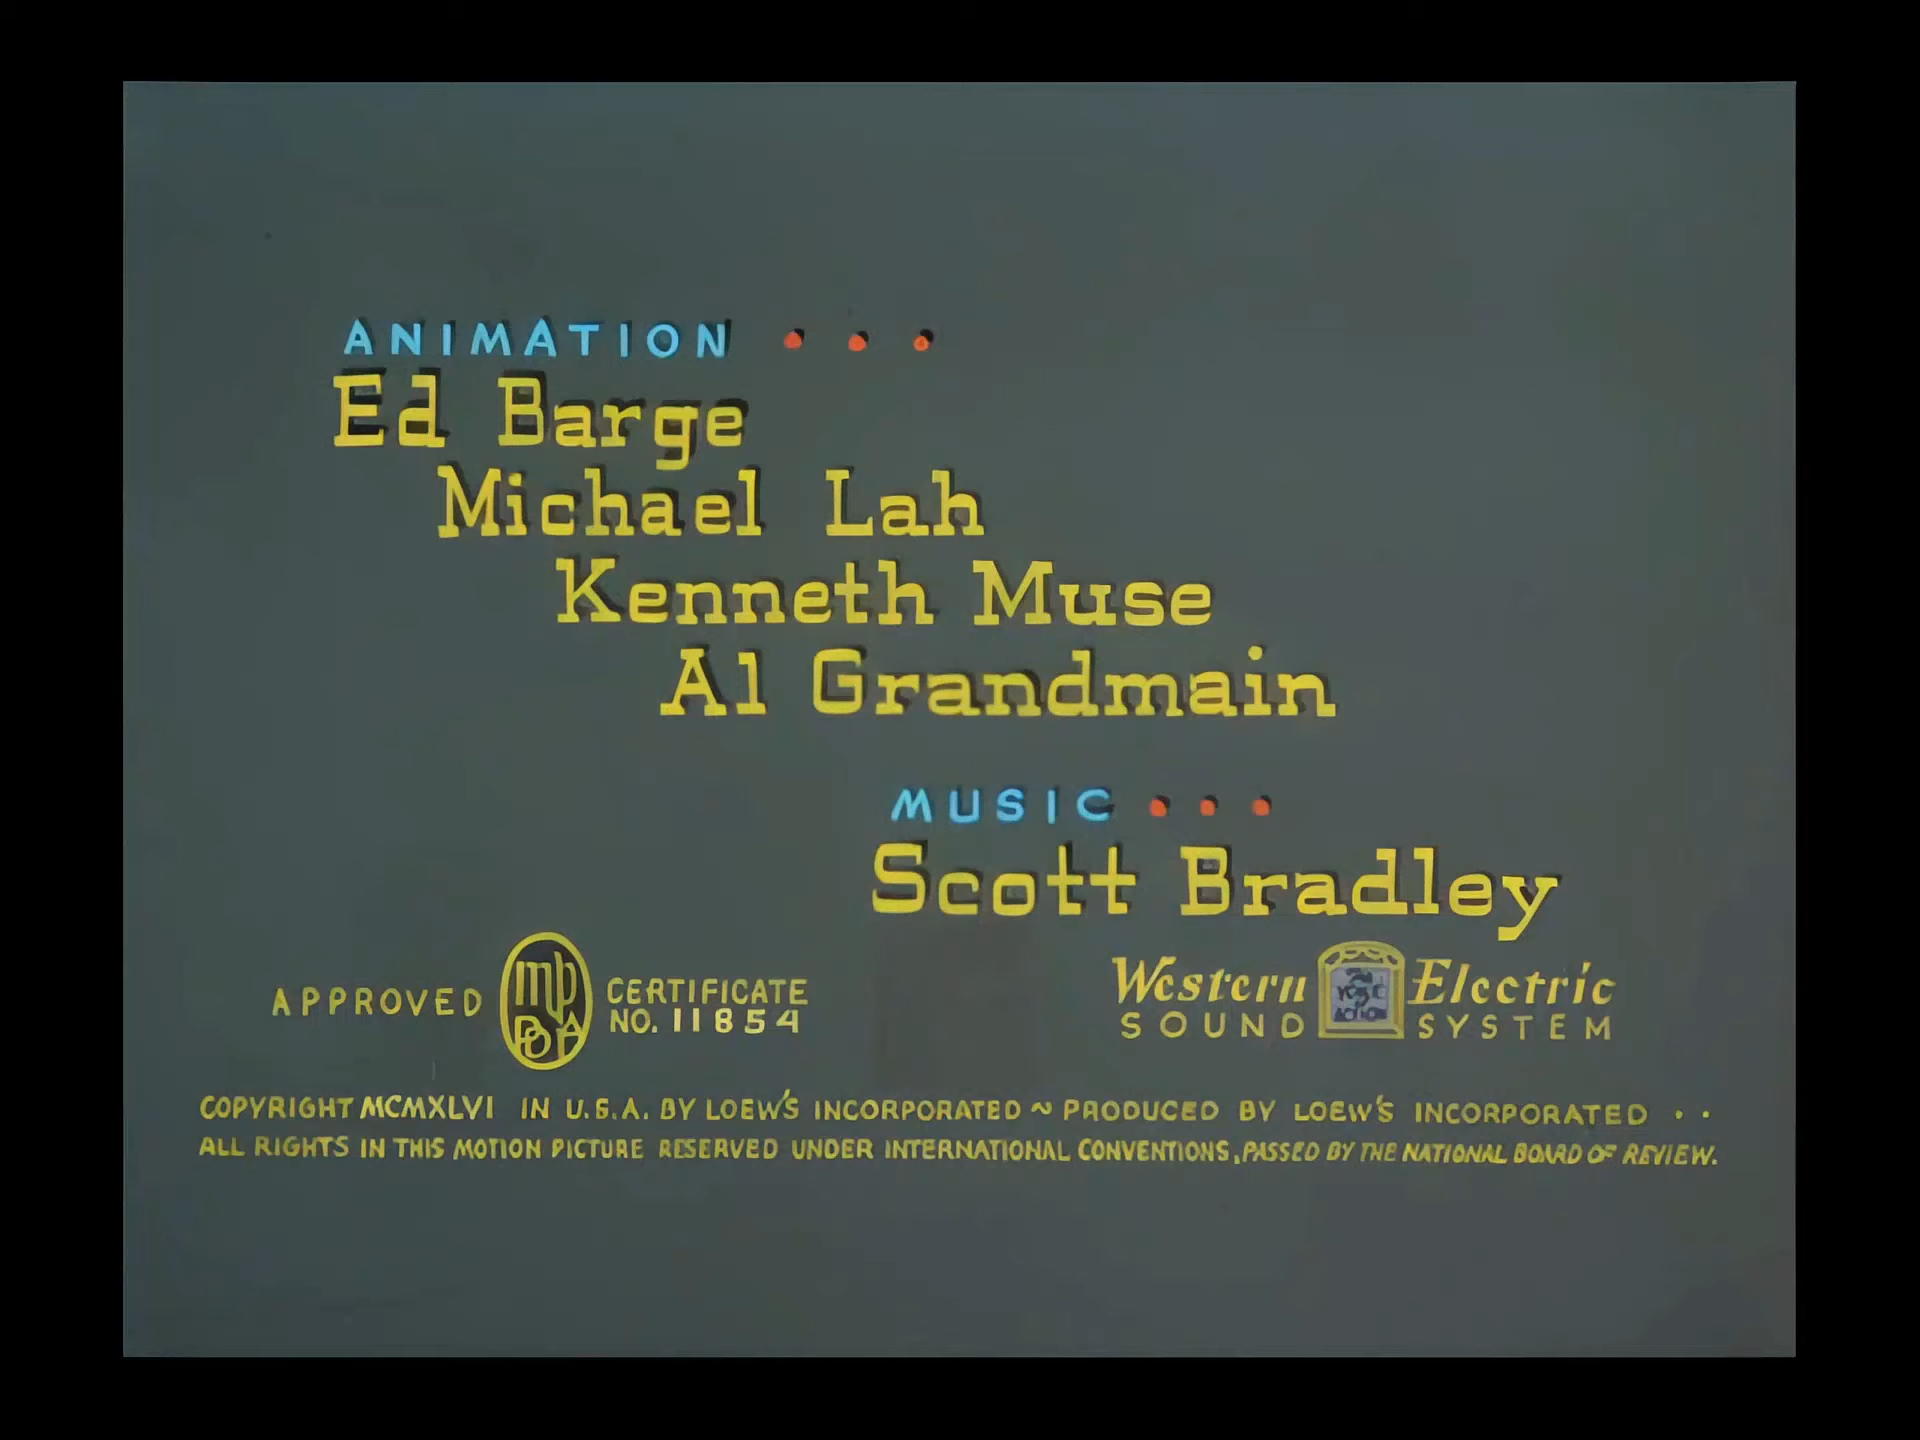 ANIMATION . . .
Ed Barge
Michael Lah
Kenneth Muse
Al Grandmain
MUSIC . . .
Scott Bradley
APPROVED
CERTIFICATE
NO. 11854
Western Electric
SOUND SYSTEM
COPYRIGHT MCMXLVI IN U.S.A. BY LOEW'S INCORPORATED ~ PRODUCED BY LOEW'S INCORPORATED . .
ALL RIGHTS IN THIS MOTION PICTURE RESERVED UNDER INTERNATIONAL CONVENTIONS, PASSED BY THE NATIONAL BOARD OF REVIEW.